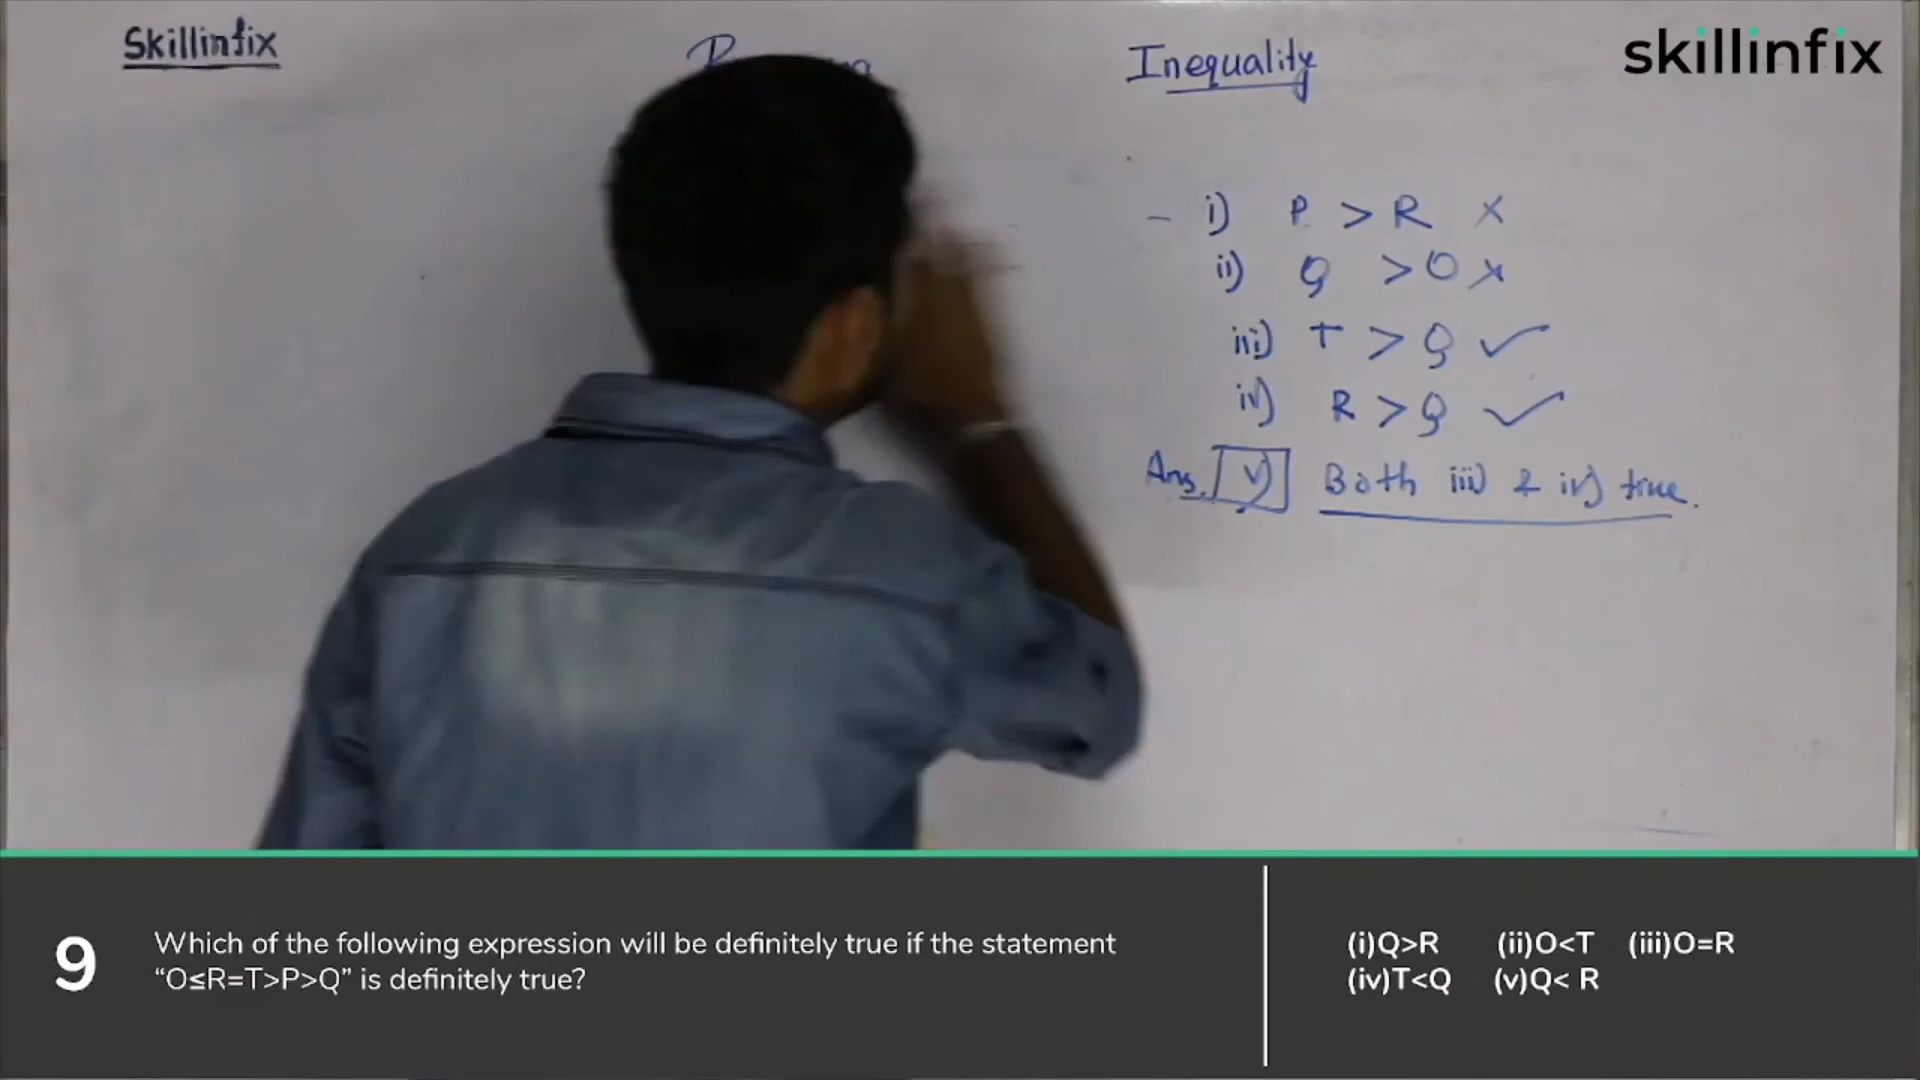 Skillinfix
Inequality
skillinfix
- i) P > R ×
ii) Q > O ×
iii) T > Q ✓
iv) R > Q ✓
Ans. v) Both iii) & iv) true.
9
Which of the following expression will be definitely true if the statement
“O≤R=T>P>Q” is definitely true?
(i)Q>R (ii)O<T (iii)O=R
(iv)T<Q (v)Q< R